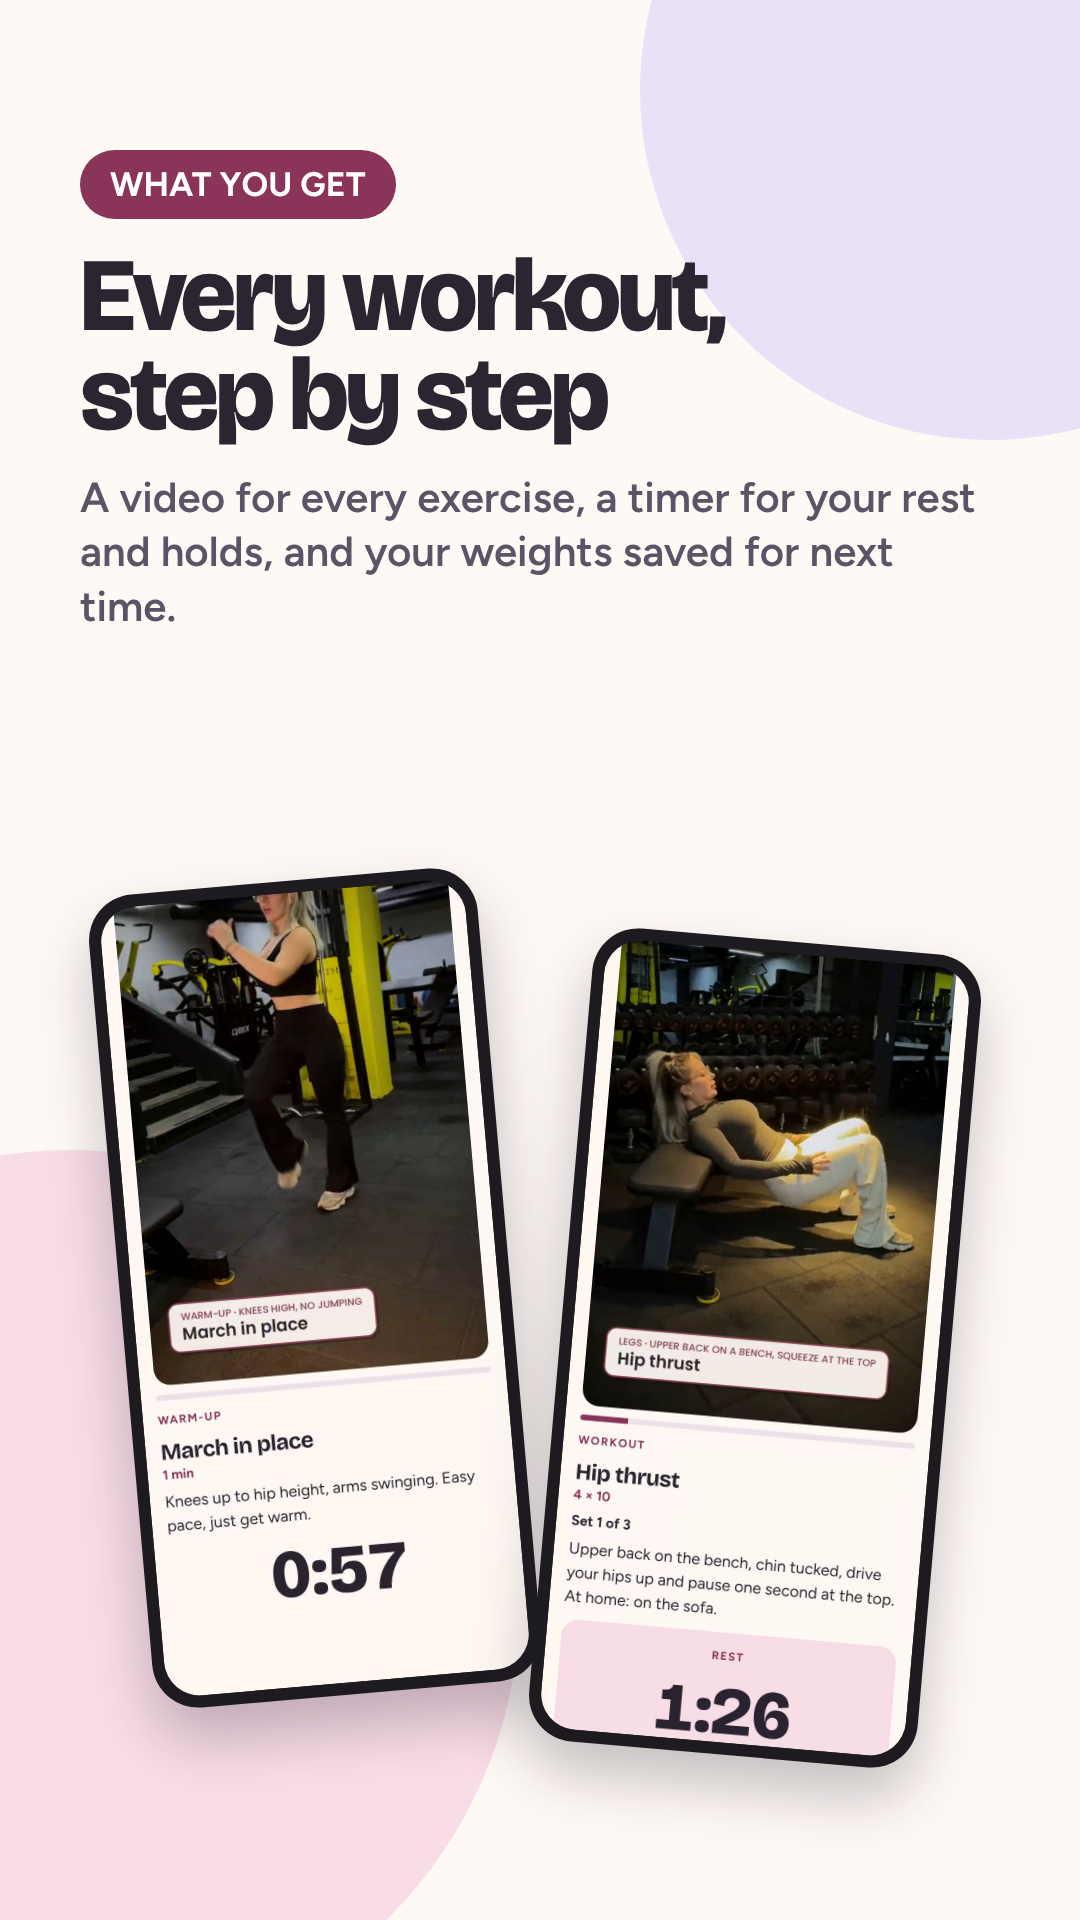 WHAT YOU GET
Every workout,
step by step
A video for every exercise, a timer for your rest
and holds, and your weights saved for next
time.
CYBEX
WARM-UP · KNEES HIGH, NO JUMPING
March in place
WARM-UP
March in place
1 min
Knees up to hip height, arms swinging. Easy
pace, just get warm.
0:57
LEGS · UPPER BACK ON A BENCH, SQUEEZE AT THE TOP
Hip thrust
WORKOUT
Hip thrust
4 × 10
Set 1 of 3
Upper back on the bench, chin tucked, drive
your hips up and pause one second at the top.
At home: on the sofa.
REST
1:26